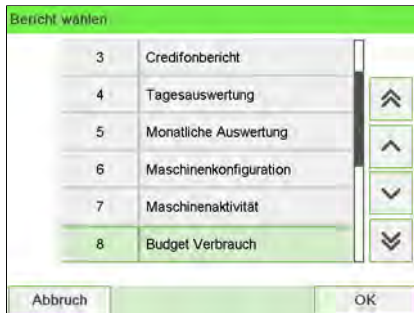 Bericht wählen
3 Credifonbericht
4 Tagesauswertung
5 Monatliche Auswertung
6 Maschinenkonfiguration
7 Maschinenaktivität
8 Budget Verbrauch
Abbruch OK